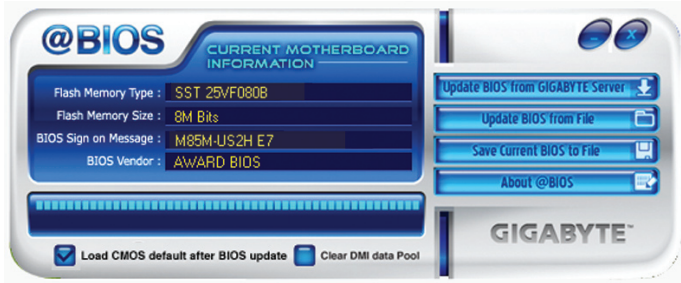 @BIOS
CURRENT MOTHERBOARD
INFORMATION
Flash Memory Type : SST 25VF080B
Flash Memory Size : 8M Bits
BIOS Sign on Message : M85M-US2H E7
BIOS Vendor : AWARD BIOS
Load CMOS default after BIOS update
Clear DMI data Pool
Update BIOS from GIGABYTE Server
Update BIOS from File
Save Current BIOS to File
About @BIOS
GIGABYTE™